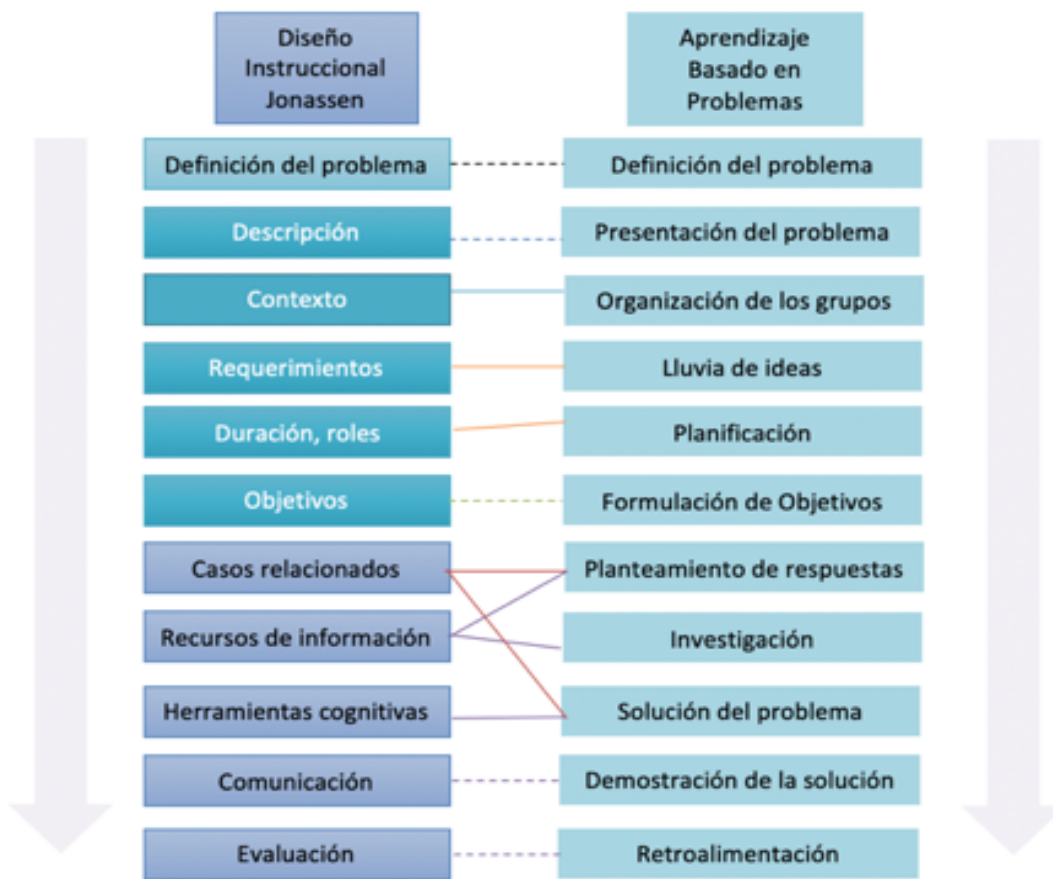 Diseño
Instruccional
Jonassen
Aprendizaje
Basado en
Problemas
Definición del problema
Definición del problema
Descripción
Presentación del problema
Contexto
Organización de los grupos
Requerimientos
Lluvia de ideas
Duración, roles
Planificación
Objetivos
Formulación de Objetivos
Casos relacionados
Planteamiento de respuestas
Recursos de información
Investigación
Herramientas cognitivas
Solución del problema
Comunicación
Demostración de la solución
Evaluación
Retroalimentación